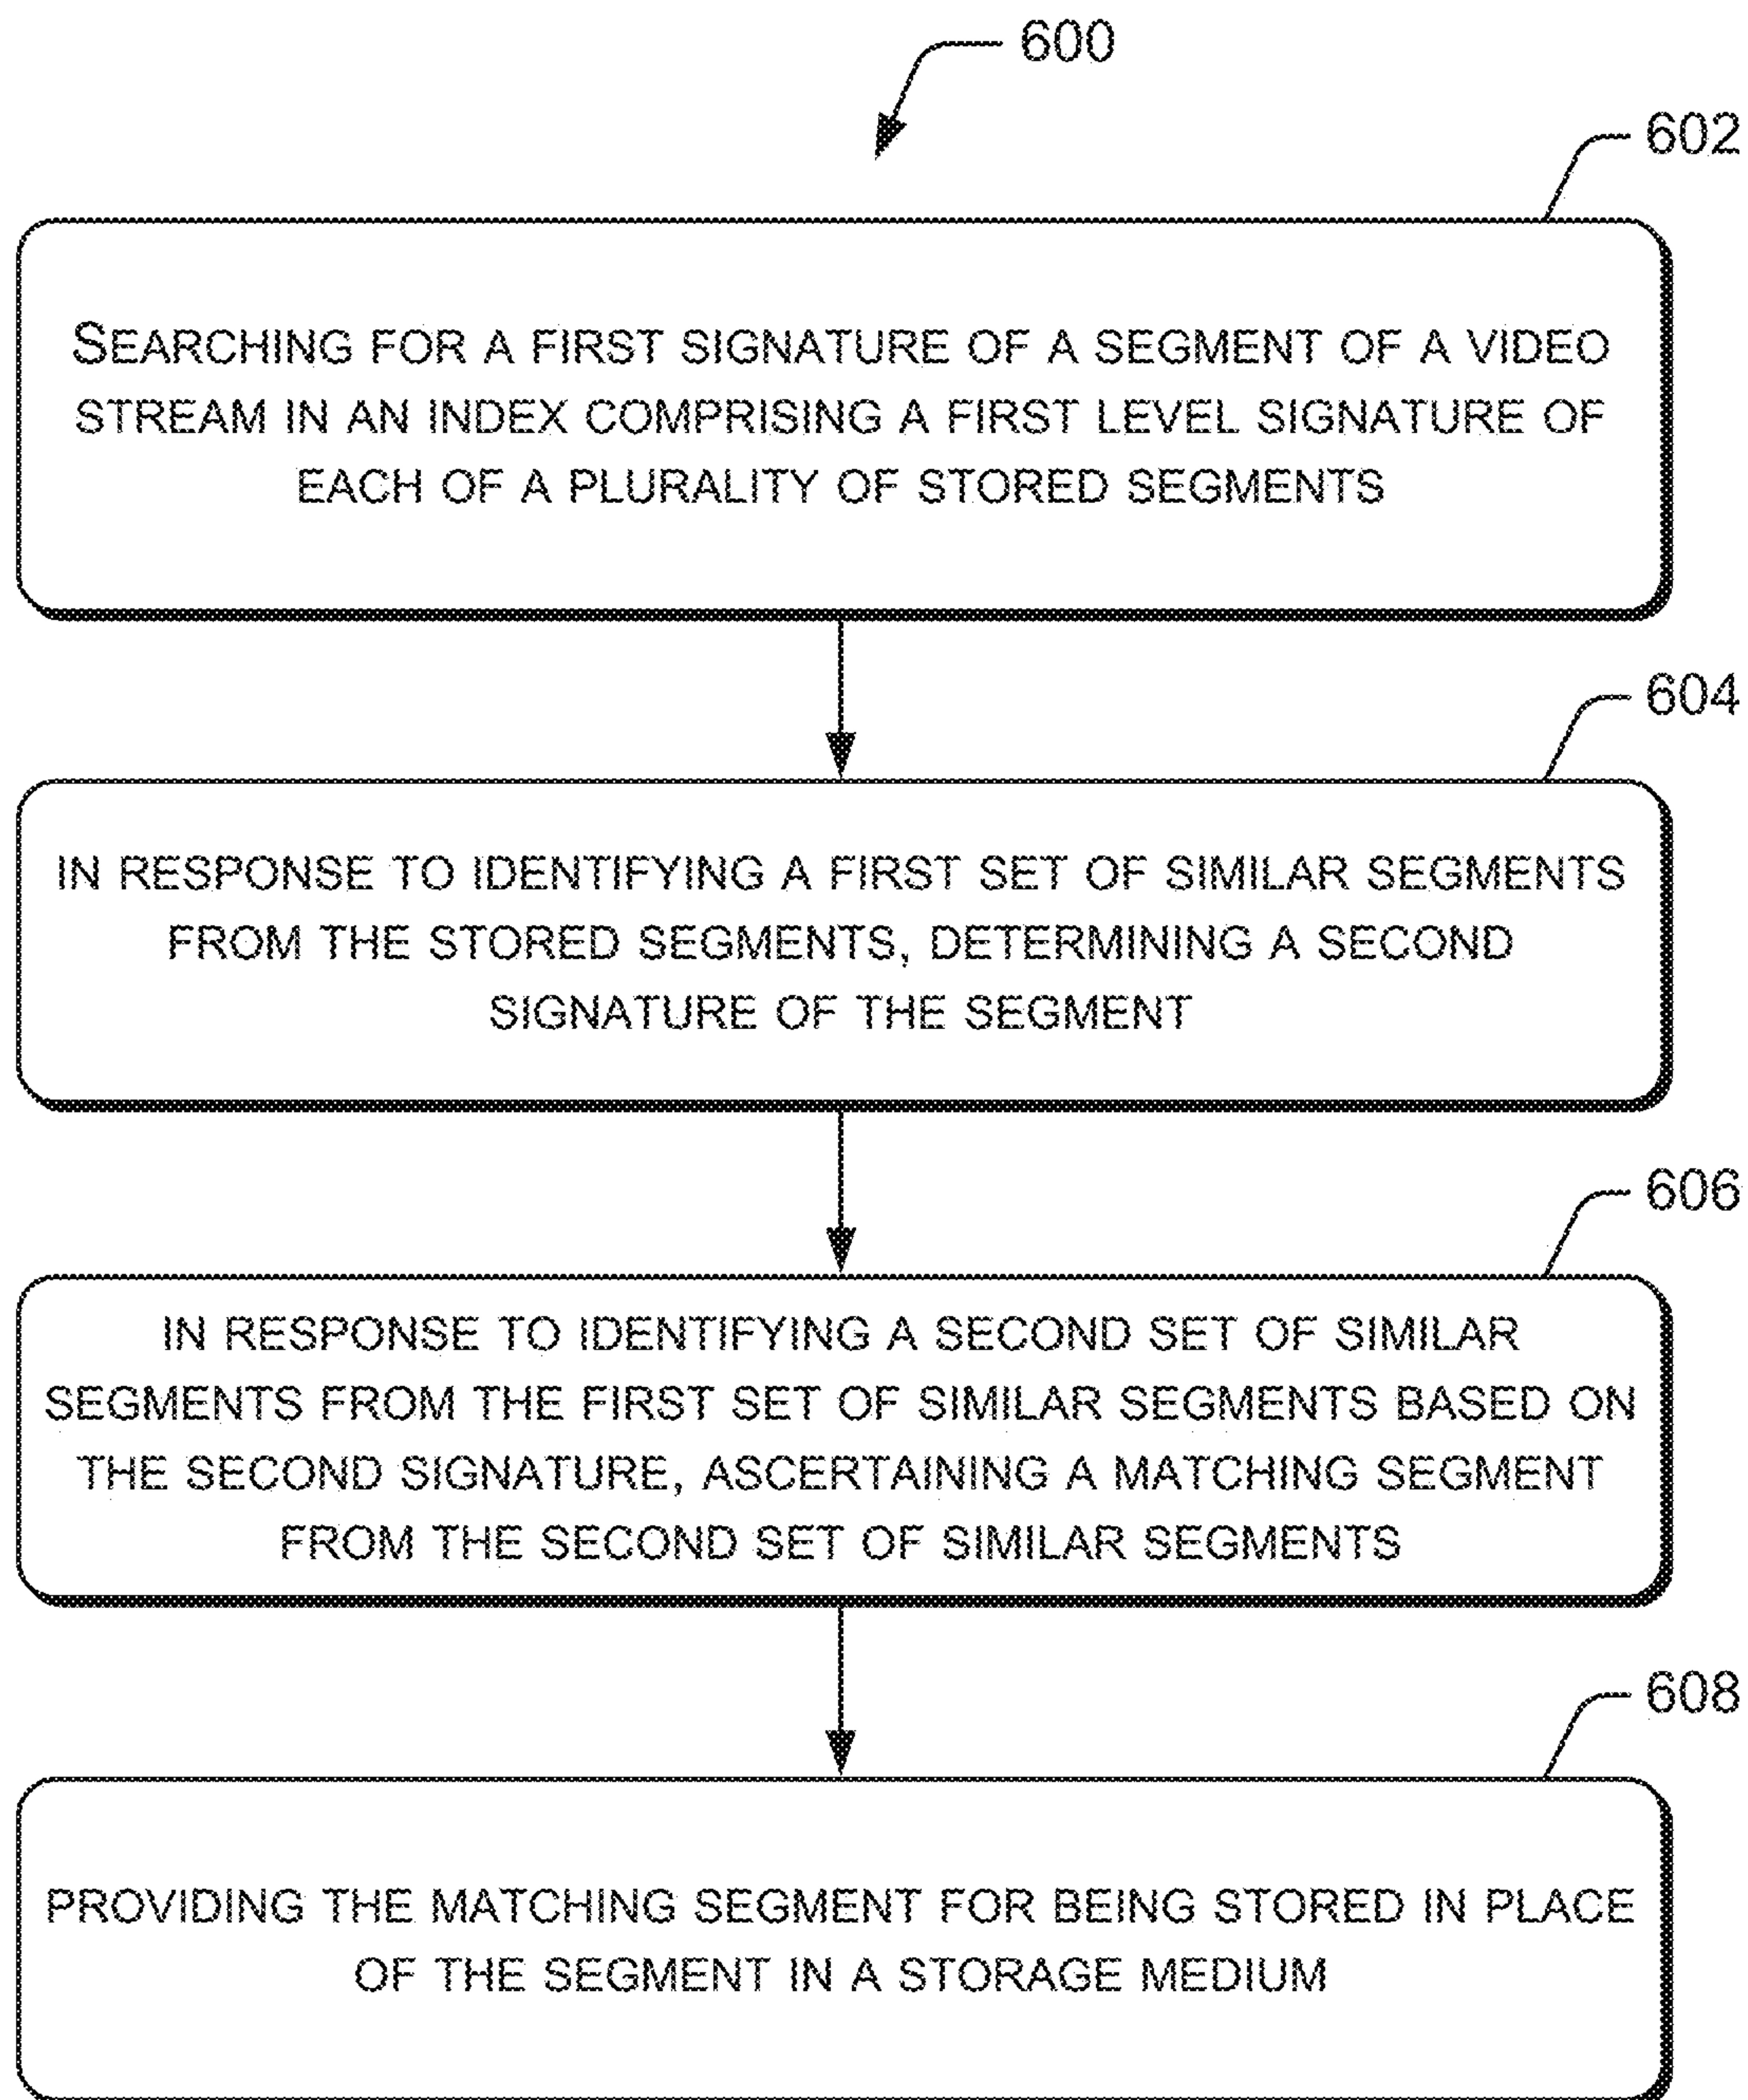 600
602
SEARCHING FOR A FIRST SIGNATURE OF A SEGMENT OF A VIDEO
STREAM IN AN INDEX COMPRISING A FIRST LEVEL SIGNATURE OF
EACH OF A PLURALITY OF STORED SEGMENTS
604
IN RESPONSE TO IDENTIFYING A FIRST SET OF SIMILAR SEGMENTS
FROM THE STORED SEGMENTS, DETERMINING A SECOND
SIGNATURE OF THE SEGMENT
606
IN RESPONSE TO IDENTIFYING A SECOND SET OF SIMILAR
SEGMENTS FROM THE FIRST SET OF SIMILAR SEGMENTS BASED ON
THE SECOND SIGNATURE, ASCERTAINING A MATCHING SEGMENT
FROM THE SECOND SET OF SIMILAR SEGMENTS
608
PROVIDING THE MATCHING SEGMENT FOR BEING STORED IN PLACE
OF THE SEGMENT IN A STORAGE MEDIUM